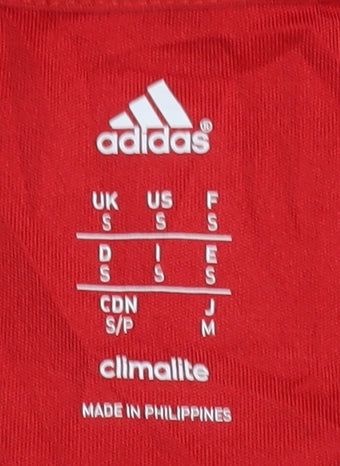 adidas®
UK US F
S S S
D I E
S S S
CDN J
S/P M
climalite
MADE IN PHILIPPINES